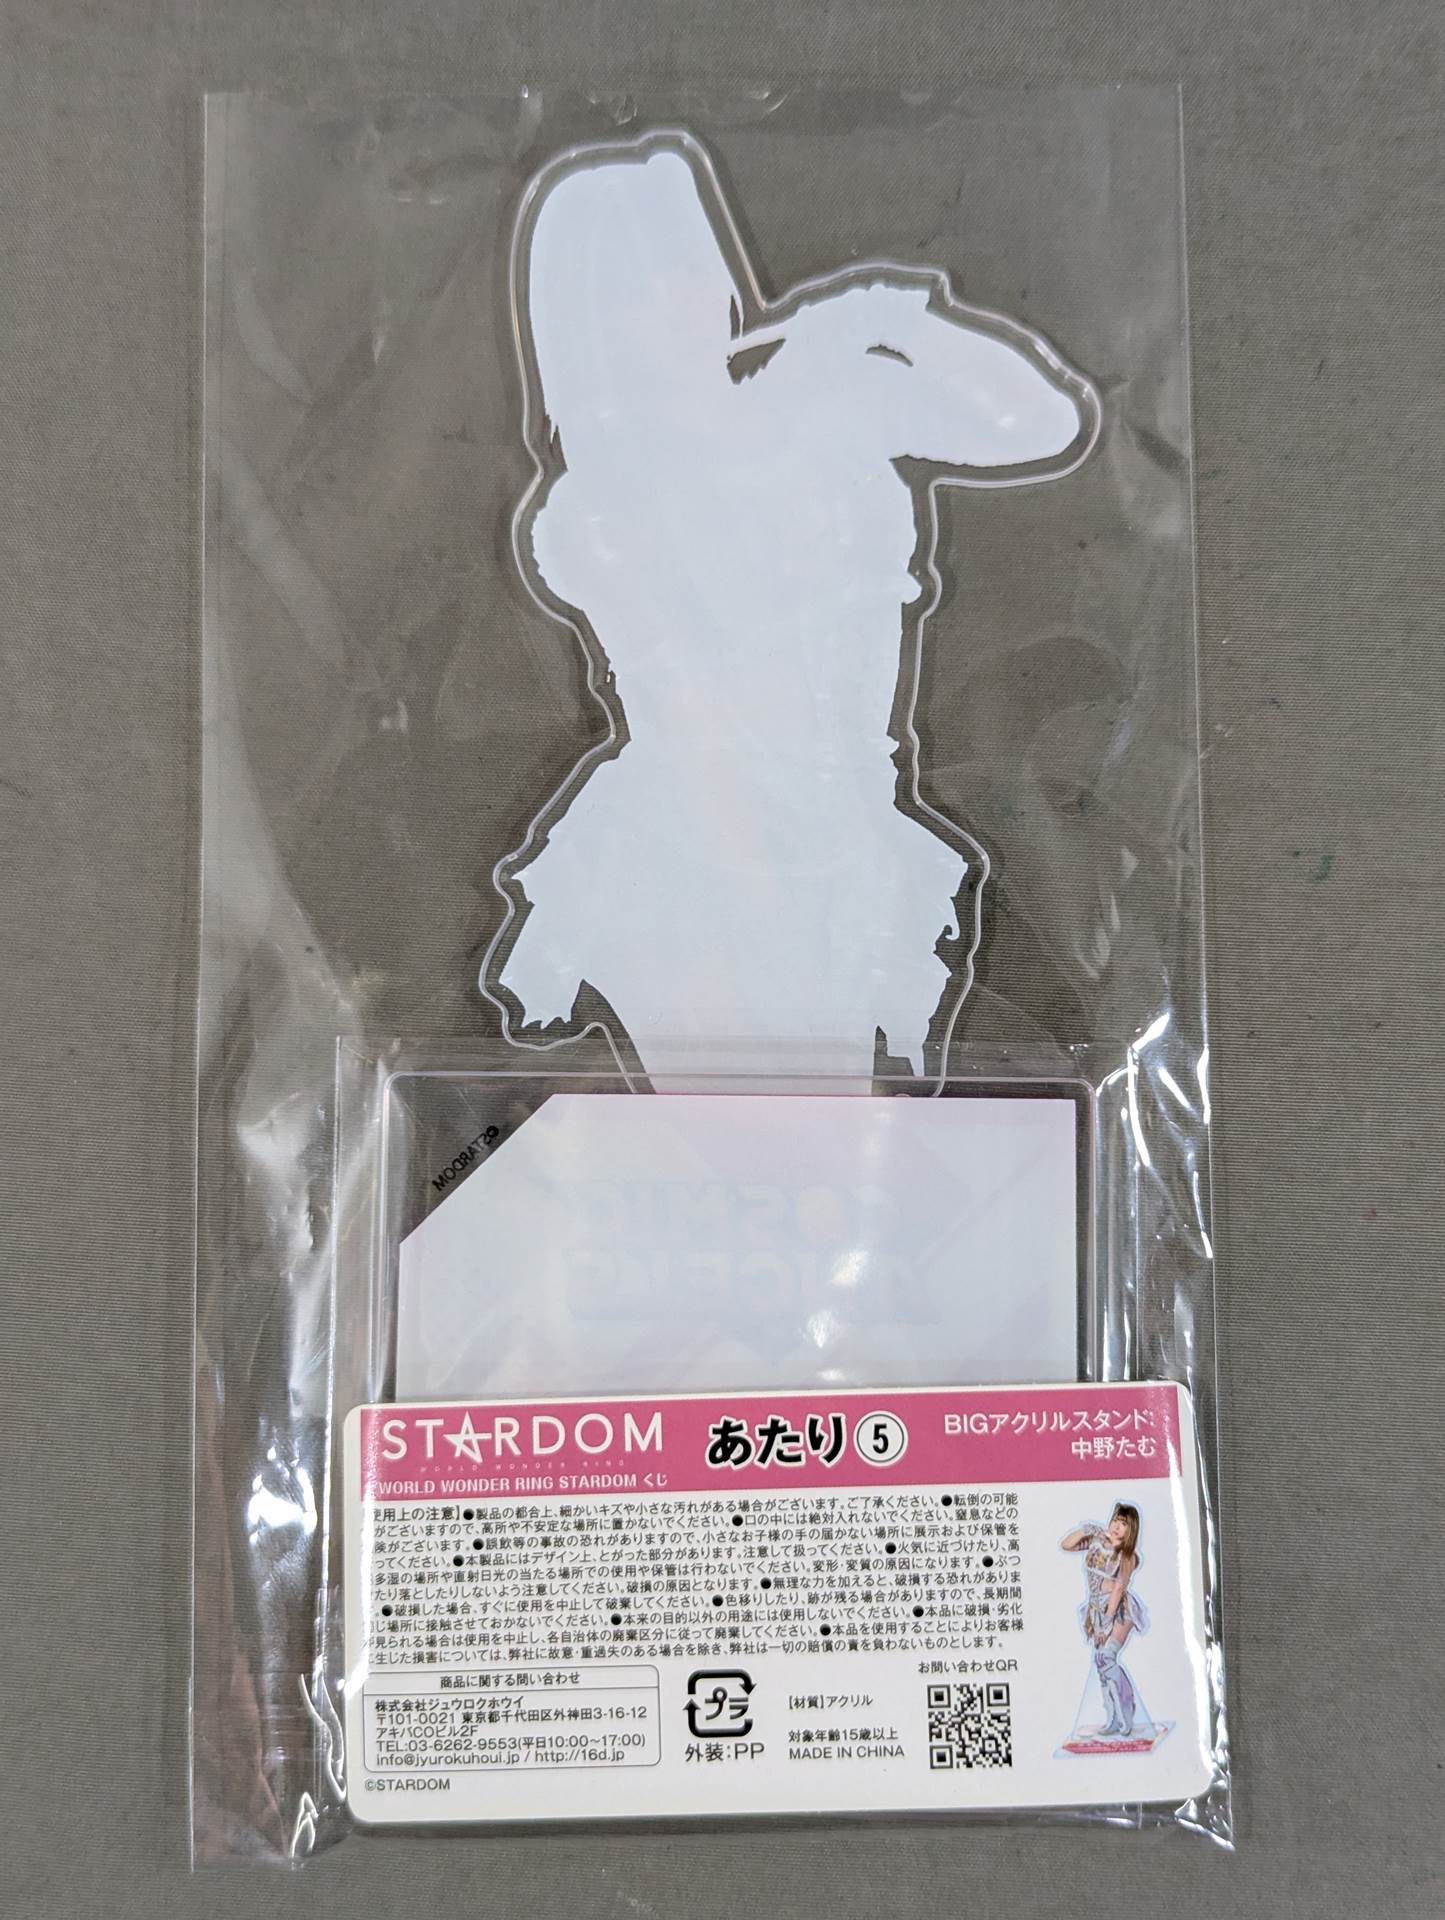 ©STARDOM
COSMIC
ANGELS
STARDOM
WORLD WONDER RING
WORLD WONDER RING STARDOM くじ
あたり⑤
BIGアクリルスタンド:
中野たむ
使用上の注意】●製品の都合上、細かいキズや小さな汚れがある場合がございます。ご了承ください。●転倒の可能
がございますので、高所や不安定な場所に置かないでください。●口の中には絶対入れないでください。窒息などの
険がございます。●誤飲等の事故の恐れがありますので、小さなお子様の手の届かない場所に展示および保管を
ってください。●本製品にはデザイン上、とがった部分があります。注意して扱ってください。●火気に近づけたり、高
多湿の場所や直射日光の当たる場所での使用や保管は行わないでください。変形・変質の原因になります。●ぶつ
たり落としたりしないよう注意してください。破損の原因となります。●無理な力を加えると、破損する恐れがありま
。●破損した場合、すぐに使用を中止して破棄してください。●色移りしたり、跡が残る場合がありますので、長期間
じ場所に接触させておかないでください。●本来の目的以外の用途には使用しないでください。●本品に破損・劣化
見られる場合は使用を中止し、各自治体の廃棄区分に従って廃棄してください。●本品を使用することによりお客様
に生じた損害については、弊社に故意・重過失のある場合を除き、弊社は一切の賠償の責を負わないものとします。
商品に関する問い合わせ
株式会社ジュウロクホウイ
〒101-0021 東京都千代田区外神田3-16-12
アキバCOビル2F
TEL:03-6262-9553(平日10:00～17:00)
info@jyurokuhoui.jp / http://16d.jp
©STARDOM
プラ
外装:PP
【材質】アクリル
対象年齢15歳以上
MADE IN CHINA
お問い合わせQR